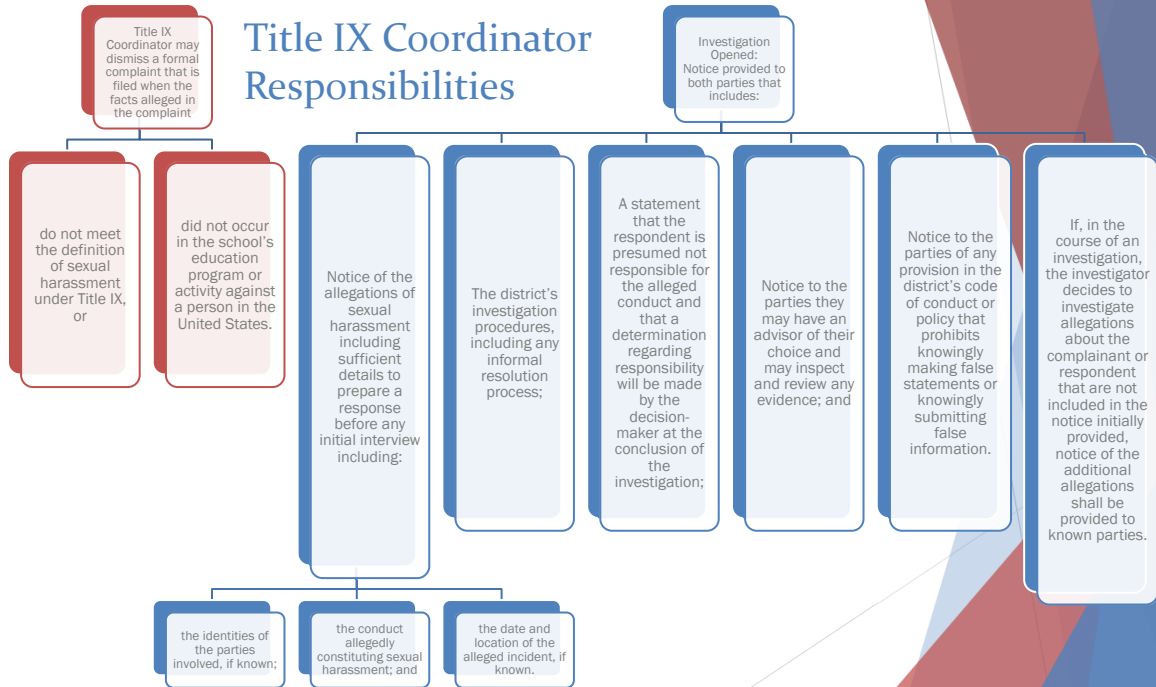 Title IX Coordinator
Responsibilities
Title IX
Coordinator may
dismiss a formal
complaint that is
filed when the
facts alleged in
the complaint
do not meet
the definition
of sexual
harassment
under Title IX,
or
did not occur
in the school’s
education
program or
activity against
a person in the
United States.
Investigation
Opened:
Notice provided to
both parties that
includes:
Notice of the
allegations of
sexual
harassment
including
sufficient
details to
prepare a
response
before any
initial interview
including:
the identities of
the parties
involved, if known;
the conduct
allegedly
constituting sexual
harassment; and
the date and
location of the
alleged incident, if
known.
The district’s
investigation
procedures,
including any
informal
resolution
process;
A statement
that the
respondent is
presumed not
responsible for
the alleged
conduct and
that a
determination
regarding
responsibility
will be made
by the
decision-
maker at the
conclusion of
the
investigation;
Notice to the
parties they
may have an
advisor of their
choice and
may inspect
and review any
evidence; and
Notice to the
parties of any
provision in the
district’s code
of conduct or
policy that
prohibits
knowingly
making false
statements or
knowingly
submitting
false
information.
If, in the
course of an
investigation,
the investigator
decides to
investigate
allegations
about the
complainant or
respondent
that are not
included in the
notice initially
provided,
notice of the
additional
allegations
shall be
provided to
known parties.